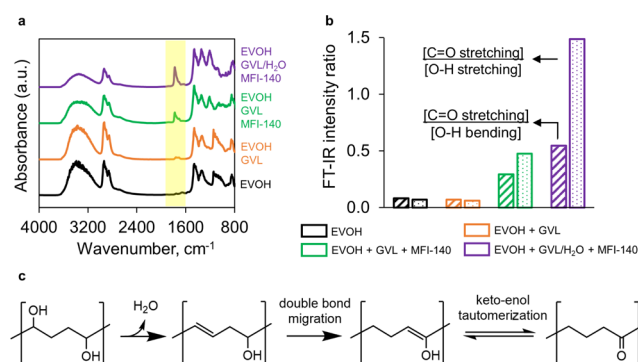 a
Absorbance (a.u.)
EVOH
GVL/H2O
MFI-140
EVOH
GVL
MFI-140
EVOH
GVL
EVOH
4000 3200 2400 1600 800
Wavenumber, cm-1
b
FT-IR intensity ratio
1.5
1.0
0.5
0.0
[C=O stretching]
[O-H stretching]
[C=O stretching]
[O-H bending]
EVOH
EVOH + GVL
EVOH + GVL + MFI-140
EVOH + GVL/H2O + MFI-140
c
OH
OH
H2O
OH
double bond
migration
OH
keto-enol
tautomerization
O